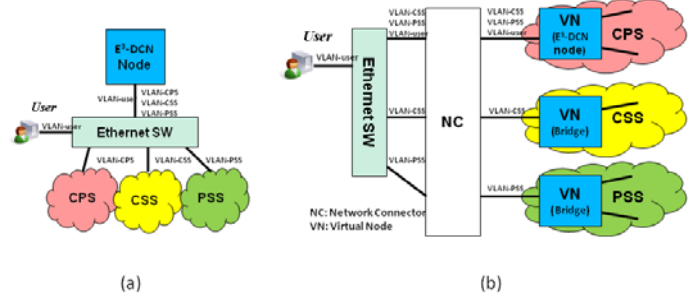 E³-DCN
Node
VLAN-user
VLAN-CPS
VLAN-CSS
VLAN-PSS
User
VLAN-user
Ethernet SW
VLAN-CPS
VLAN-CSS
VLAN-PSS
CPS
CSS
PSS
(a)
User
VLAN-user
Ethernet SW
VLAN-CSS
VLAN-PSS
VLAN-user
VLAN-CSS
VLAN-PSS
NC
VLAN-CSS
VLAN-PSS
VLAN-user
VN
(E³-DCN
node)
CPS
VLAN-CSS
VN
(Bridge)
CSS
VLAN-PSS
VN
(Bridge)
PSS
NC: Network Connector
VN: Virtual Node
(b)